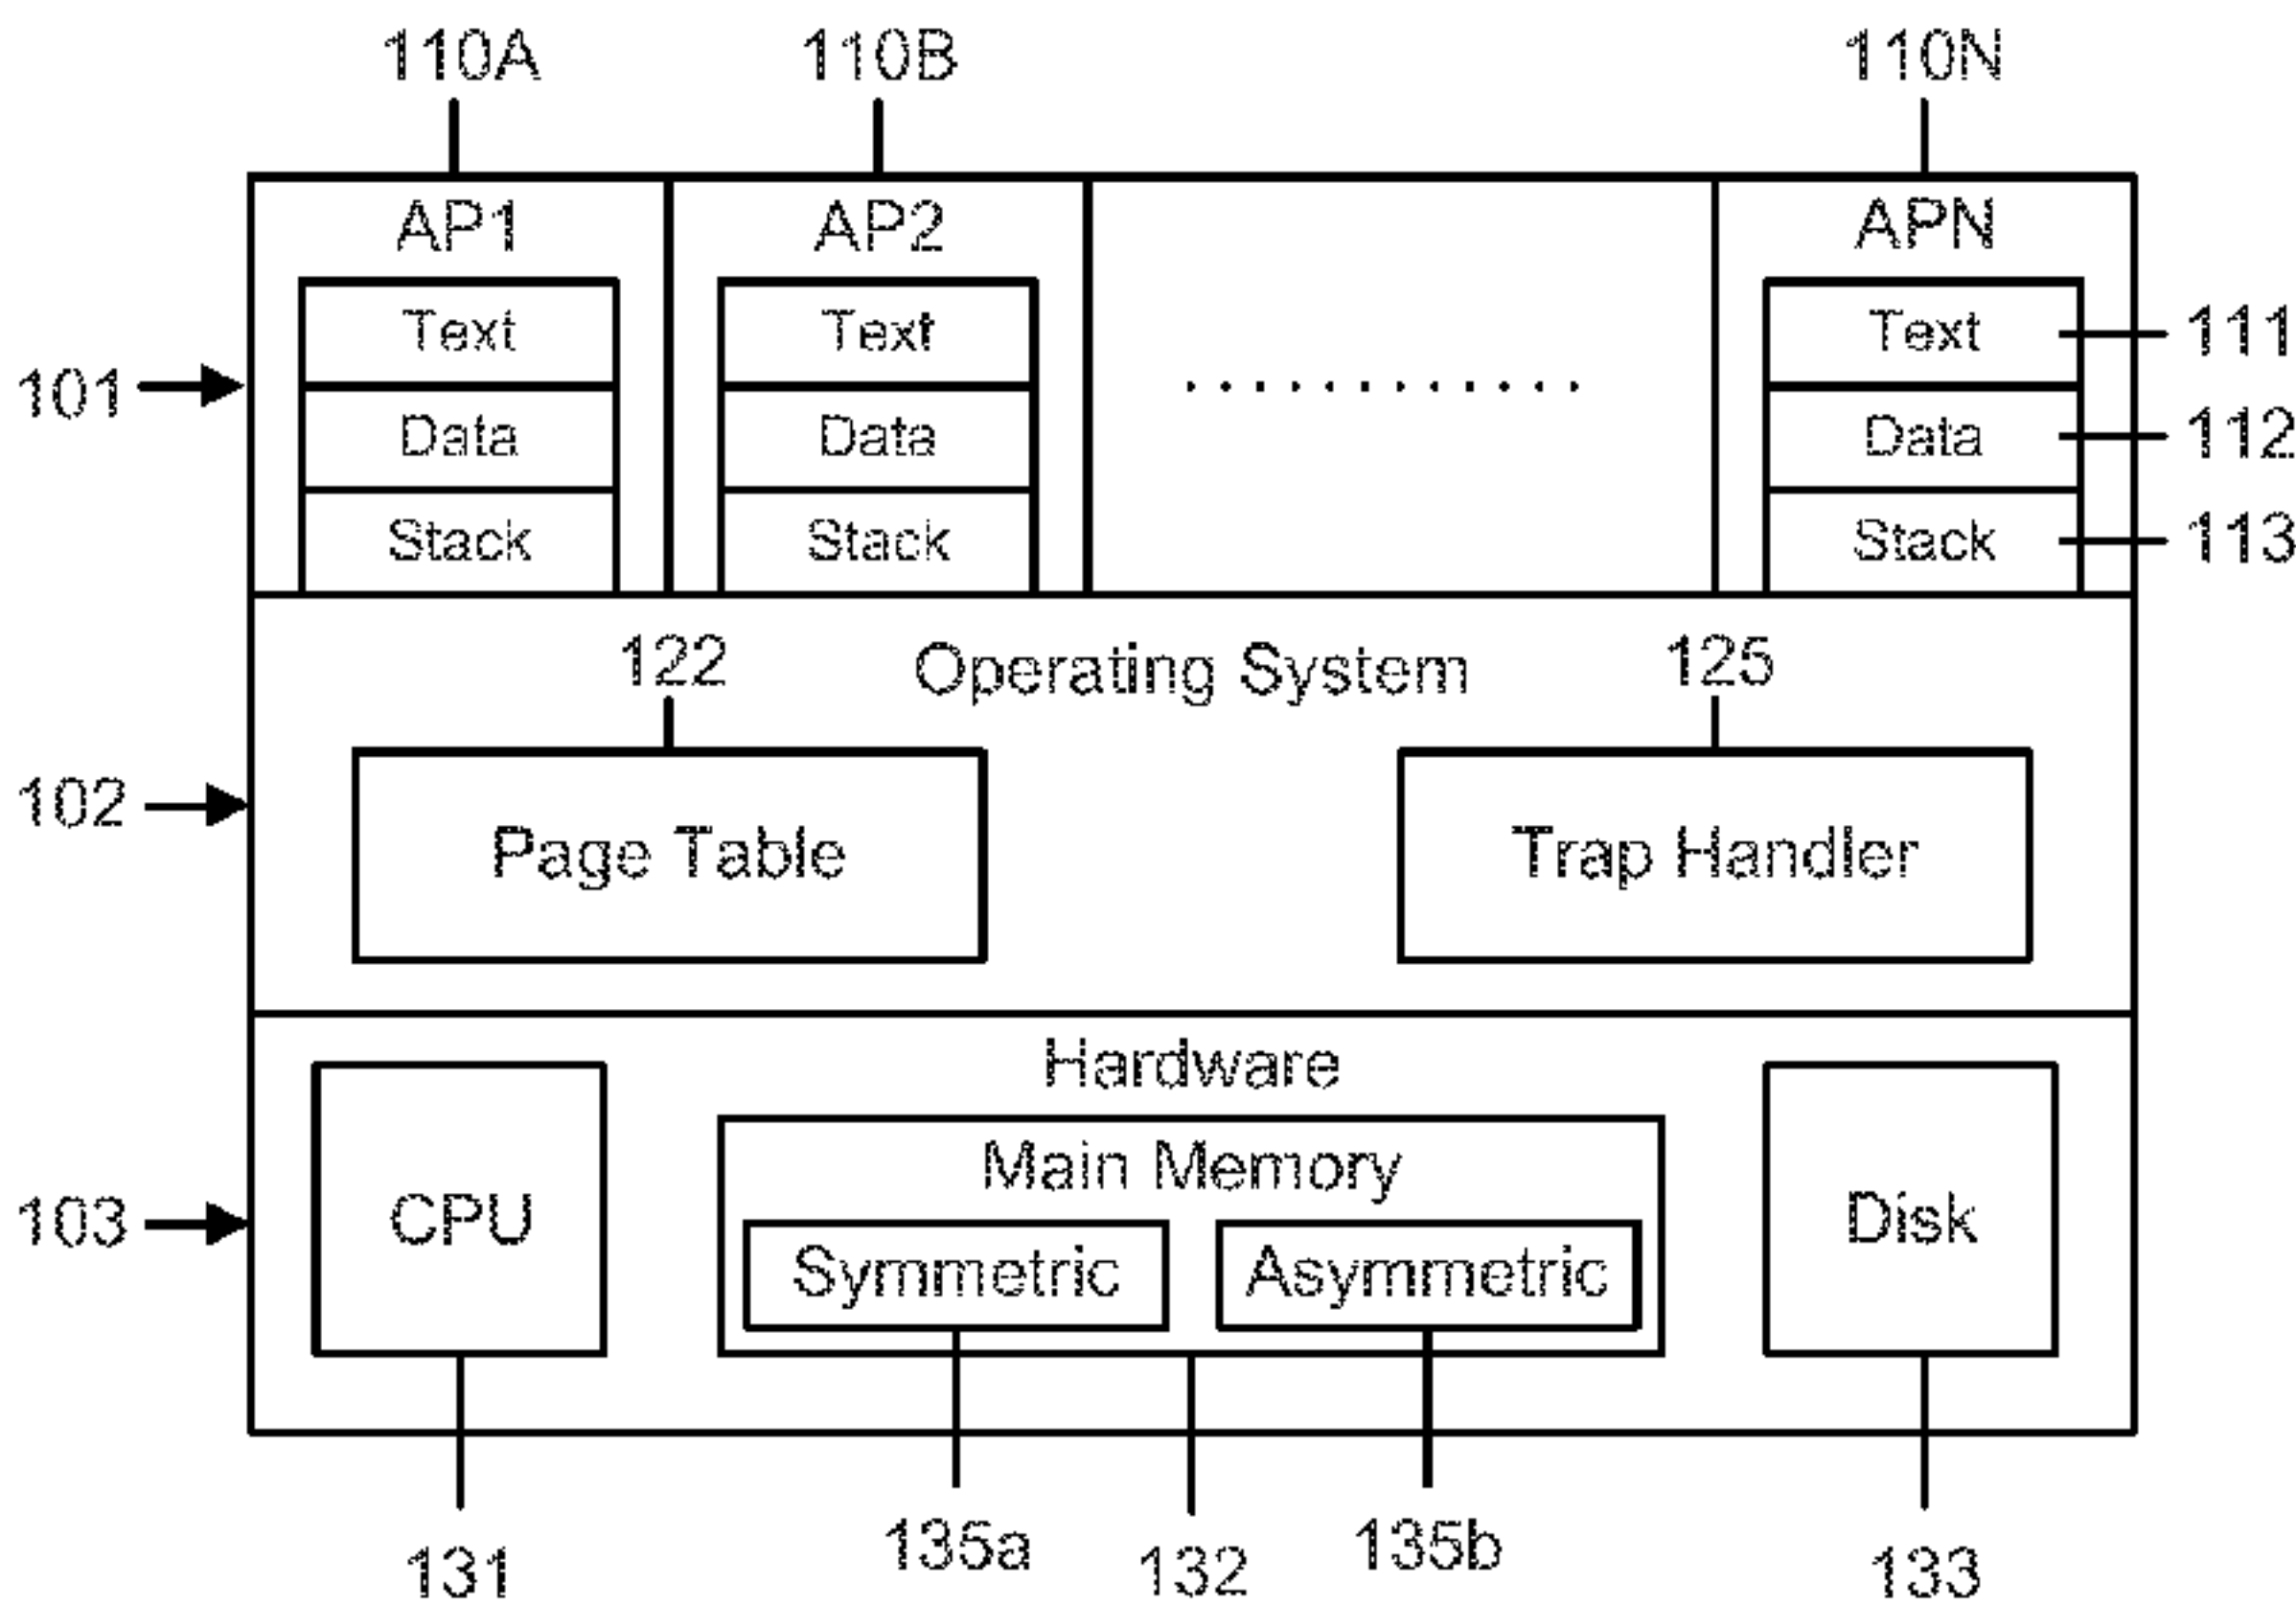 110A 110B 110N
AP1 AP2 APN
Text Text Text 111
101
Data Data Data 112
Stack Stack Stack 113
122 Operating System 125
102
Page Table Trap Handler
Hardware
Main Memory
103 CPU Disk
Symmetric Asymmetric
135a 135b
131 132 133